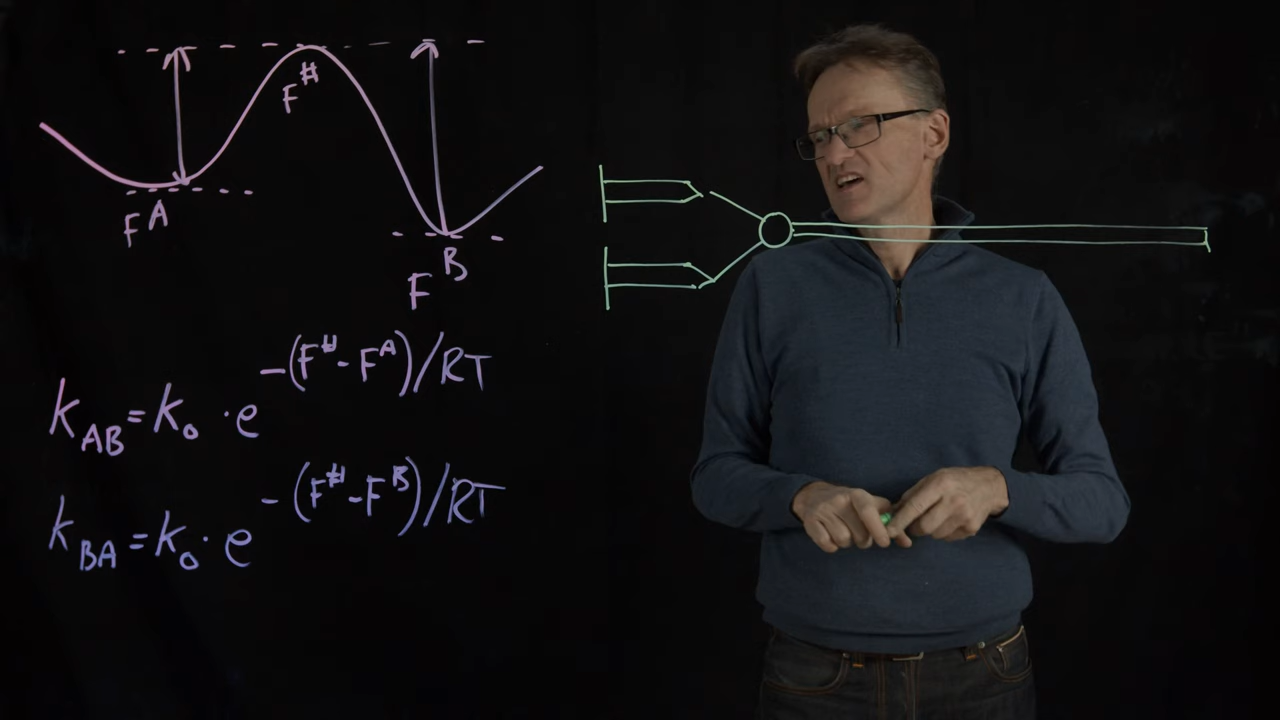 F^#
F^A
F^B
k_AB = k_0 · e^-(F^# - F^A)/RT
k_BA = k_0 · e^-(F^# - F^B)/RT